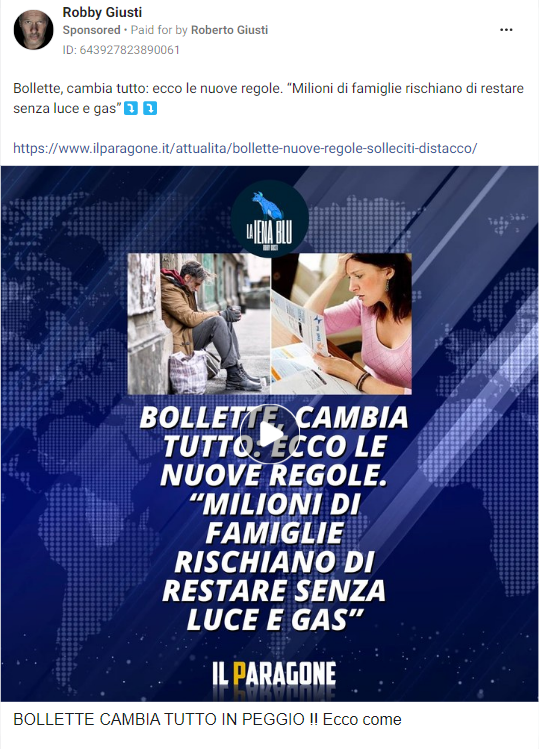 Robby Giusti
Sponsored • Paid for by Roberto Giusti
ID: 643927823890061
Bollette, cambia tutto: ecco le nuove regole. “Milioni di famiglie rischiano di restare
senza luce e gas”⤵️ ⤵️
https://www.ilparagone.it/attualita/bollette-nuove-regole-solleciti-distacco/
LA IENA BLU
BOLLETTE, CAMBIA
TUTTO: ECCO LE
NUOVE REGOLE.
“MILIONI DI
FAMIGLIE
RISCHIANO DI
RESTARE SENZA
LUCE E GAS”
IL PARAGONE
BOLLETTE CAMBIA TUTTO IN PEGGIO !! Ecco come